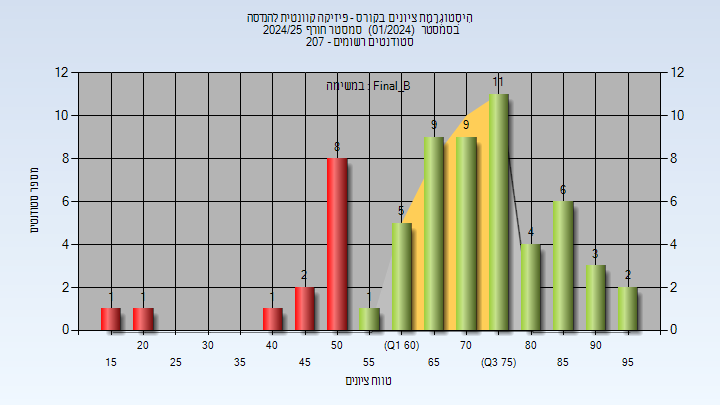 היסטוגרמת ציונים בקורס - פיזיקה קוונטית להנדסה
בסמסטר (01/2024) סמסטר חורף 2024/25
סטודנטים רשומים - 207
במשימה : Final_B
מספר סטודנטים
12 12
10 10
8 8
6 6
4 4
2 2
0 0
1 1 1 2 8 1 5 9 9 11 4 6 3 2
20 30 40 50 (Q1 60) 70 80 90
15 25 35 45 55 65 (Q3 75) 85 95
טווח ציונים